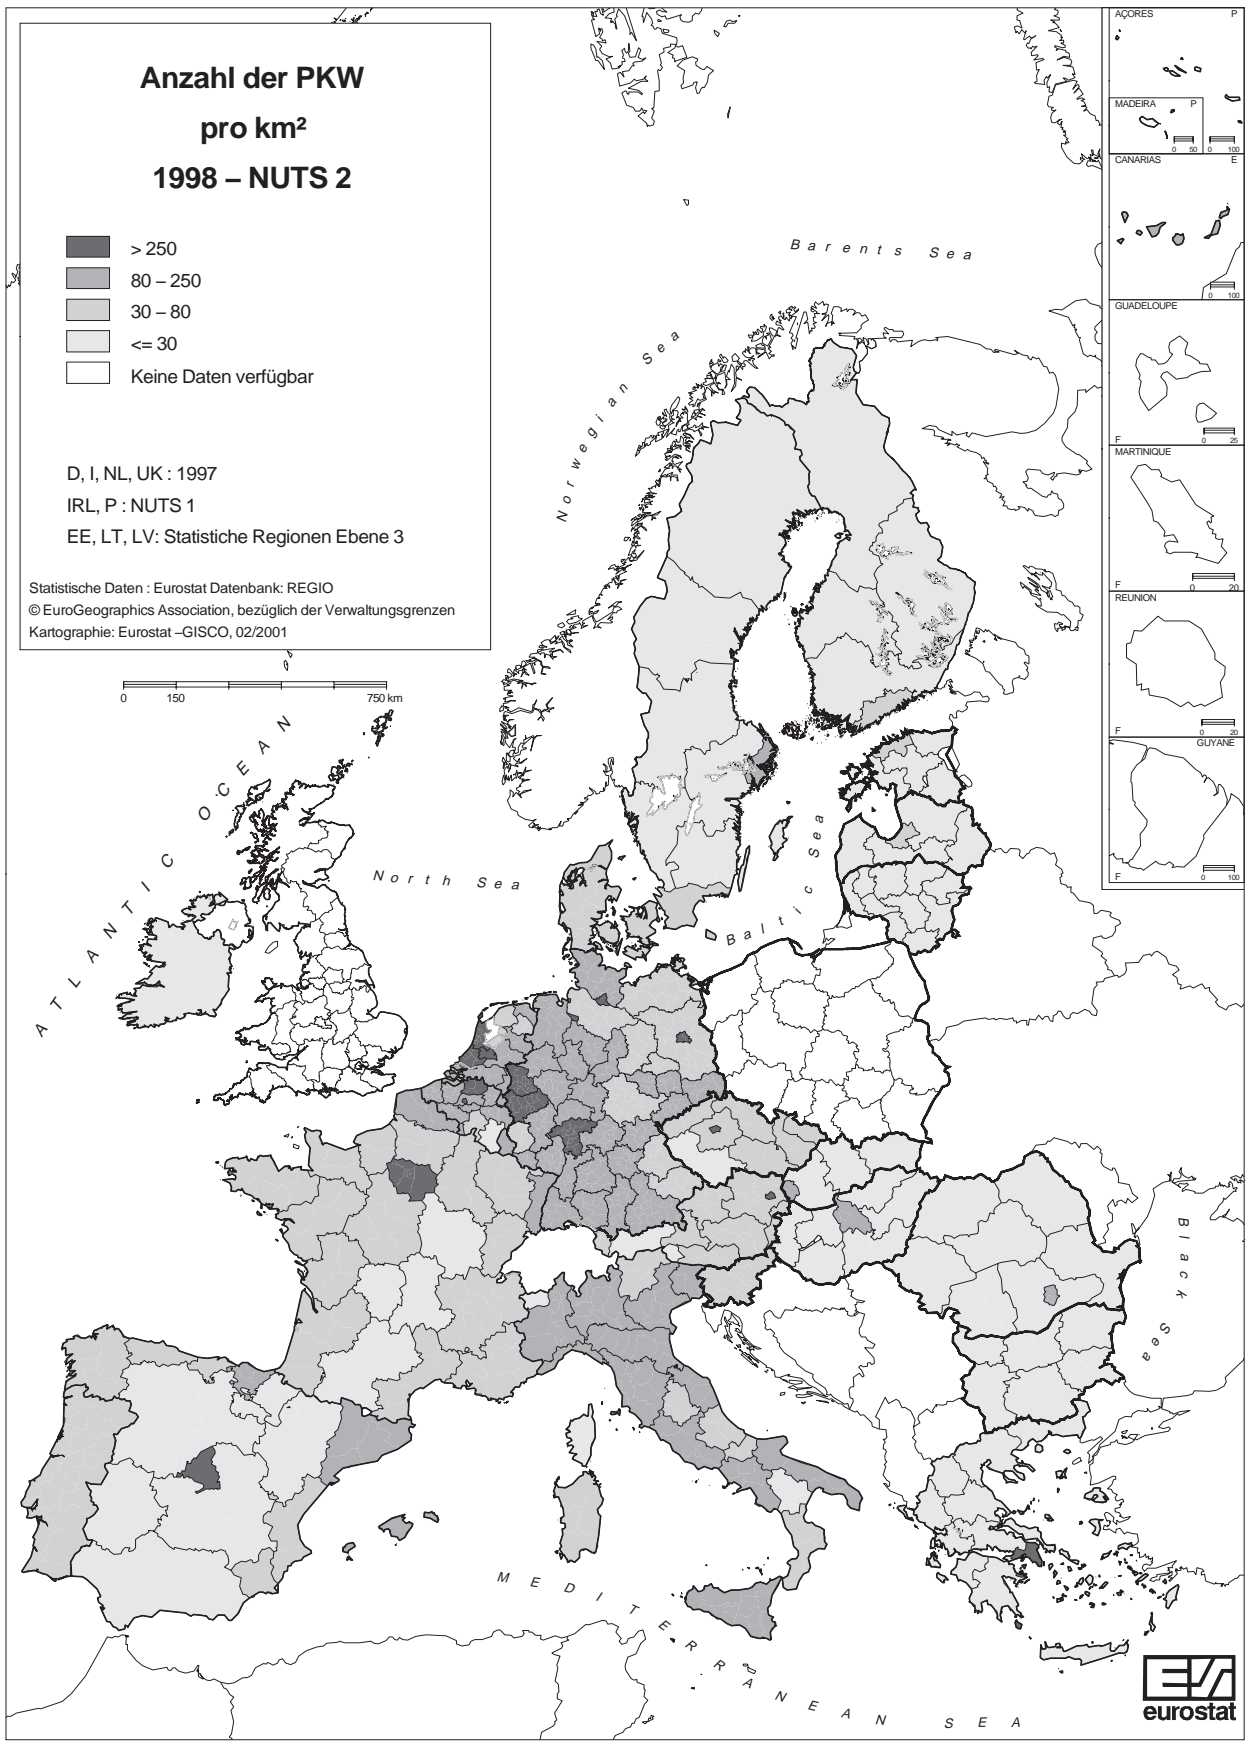 Anzahl der PKW
pro km²
1998 – NUTS 2
> 250
80 – 250
30 – 80
<= 30
Keine Daten verfügbar
D, I, NL, UK : 1997
IRL, P : NUTS 1
EE, LT, LV: Statistiche Regionen Ebene 3
Statistische Daten : Eurostat Datenbank: REGIO
© EuroGeographics Association, bezüglich der Verwaltungsgrenzen
Kartographie: Eurostat –GISCO, 02/2001
0 150 750 km
ATLANTIC OCEAN
North Sea
Norwegian Sea
Barents Sea
Baltic Sea
Black Sea
MEDITERRANEAN SEA
AÇORES P
MADEIRA P
0 50 0 100
CANARIAS E
0 100
GUADELOUPE
F 0 25
MARTINIQUE
F 0 20
REUNION
F 0 20
GUYANE
F 0 100
eurostat